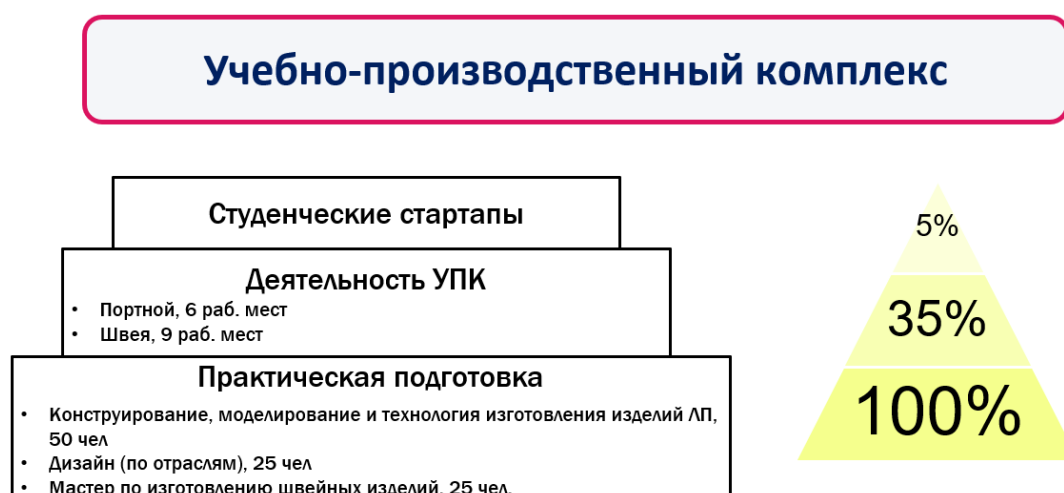 Учебно-производственный комплекс
Студенческие стартапы
Деятельность УПК
• Портной, 6 раб. мест
• Швея, 9 раб. мест
Практическая подготовка
• Конструирование, моделирование и технология изготовления изделий ЛП,
50 чел
• Дизайн (по отраслям), 25 чел
• Мастер по изготовлению швейных изделий, 25 чел.
5%
35%
100%